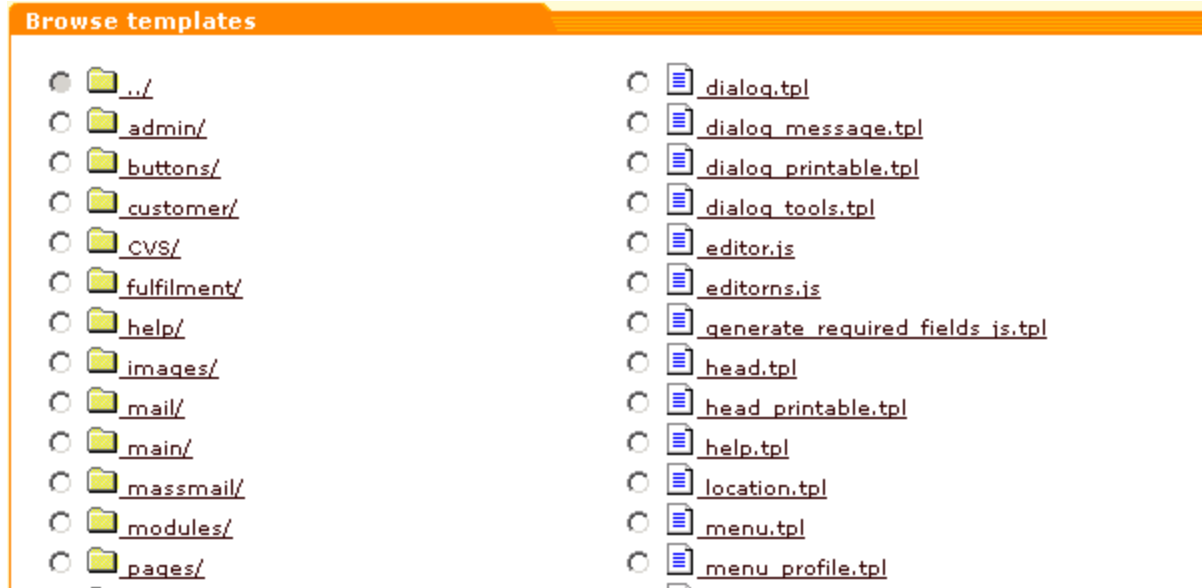 Browse templates
../
admin/
buttons/
customer/
CVS/
fulfilment/
help/
images/
mail/
main/
massmail/
modules/
pages/
dialog.tpl
dialog_message.tpl
dialog_printable.tpl
dialog_tools.tpl
editor.js
editorns.js
generate_required_fields_js.tpl
head.tpl
head_printable.tpl
help.tpl
location.tpl
menu.tpl
menu_profile.tpl